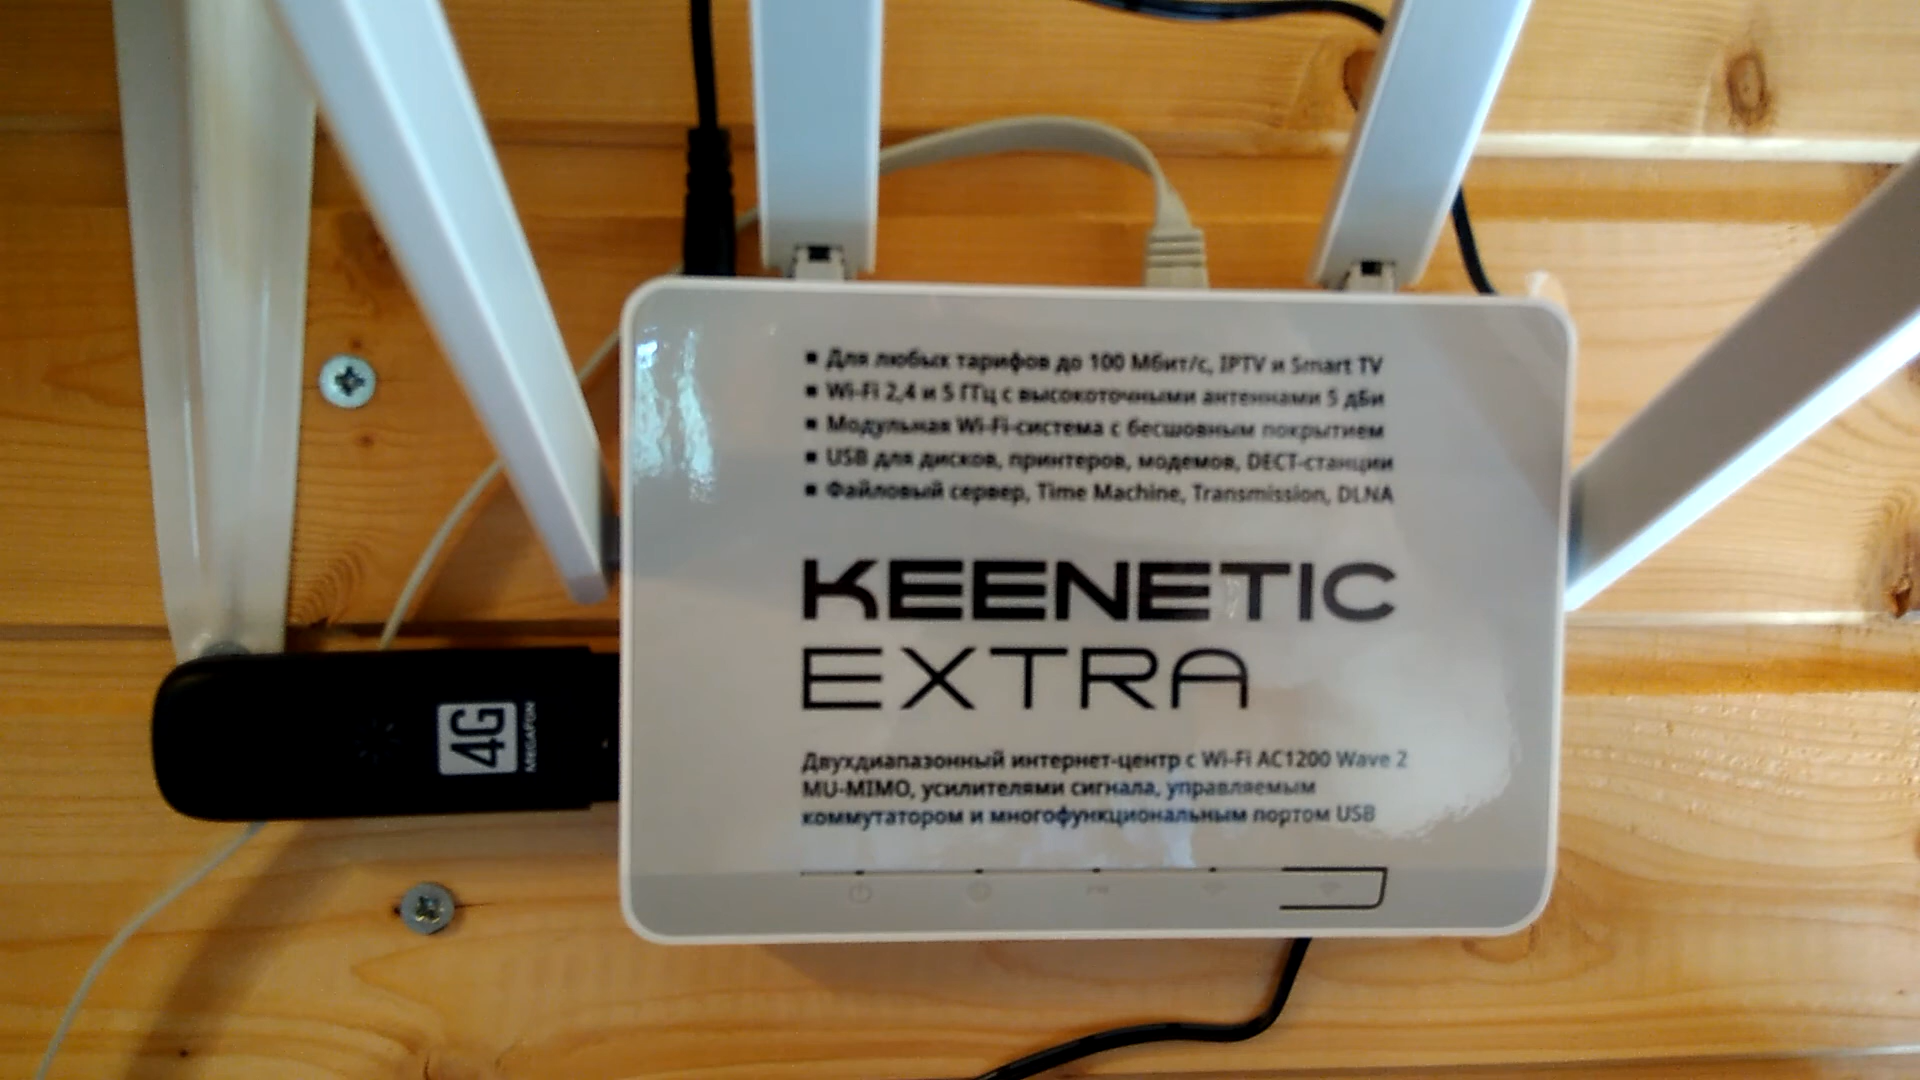 ■ Для любых тарифов до 100 Мбит/с, IPTV и Smart TV
■ Wi-Fi 2,4 и 5 ГГц с высокоточными антеннами 5 дБи
■ Модульная Wi-Fi-система с бесшовным покрытием
■ USB для дисков, принтеров, модемов, DECT-станции
■ Файловый сервер, Time Machine, Transmission, DLNA
KEENETIC
EXTRA
4G
MEGAFON
Двухдиапазонный интернет-центр с Wi-Fi AC1200 Wave 2
MU-MIMO, усилителями сигнала, управляемым
коммутатором и многофункциональным портом USB